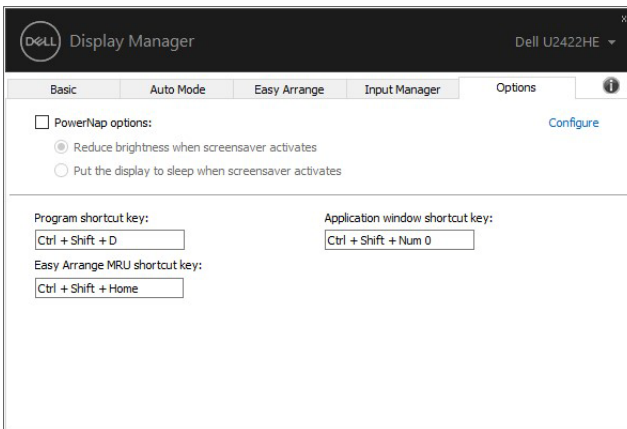 x
DELL Display Manager
Dell U2422HE
Basic Auto Mode Easy Arrange Input Manager Options i
PowerNap options:
Configure
Reduce brightness when screensaver activates
Put the display to sleep when screensaver activates
Program shortcut key:
Application window shortcut key:
Ctrl + Shift + D
Ctrl + Shift + Num 0
Easy Arrange MRU shortcut key:
Ctrl + Shift + Home